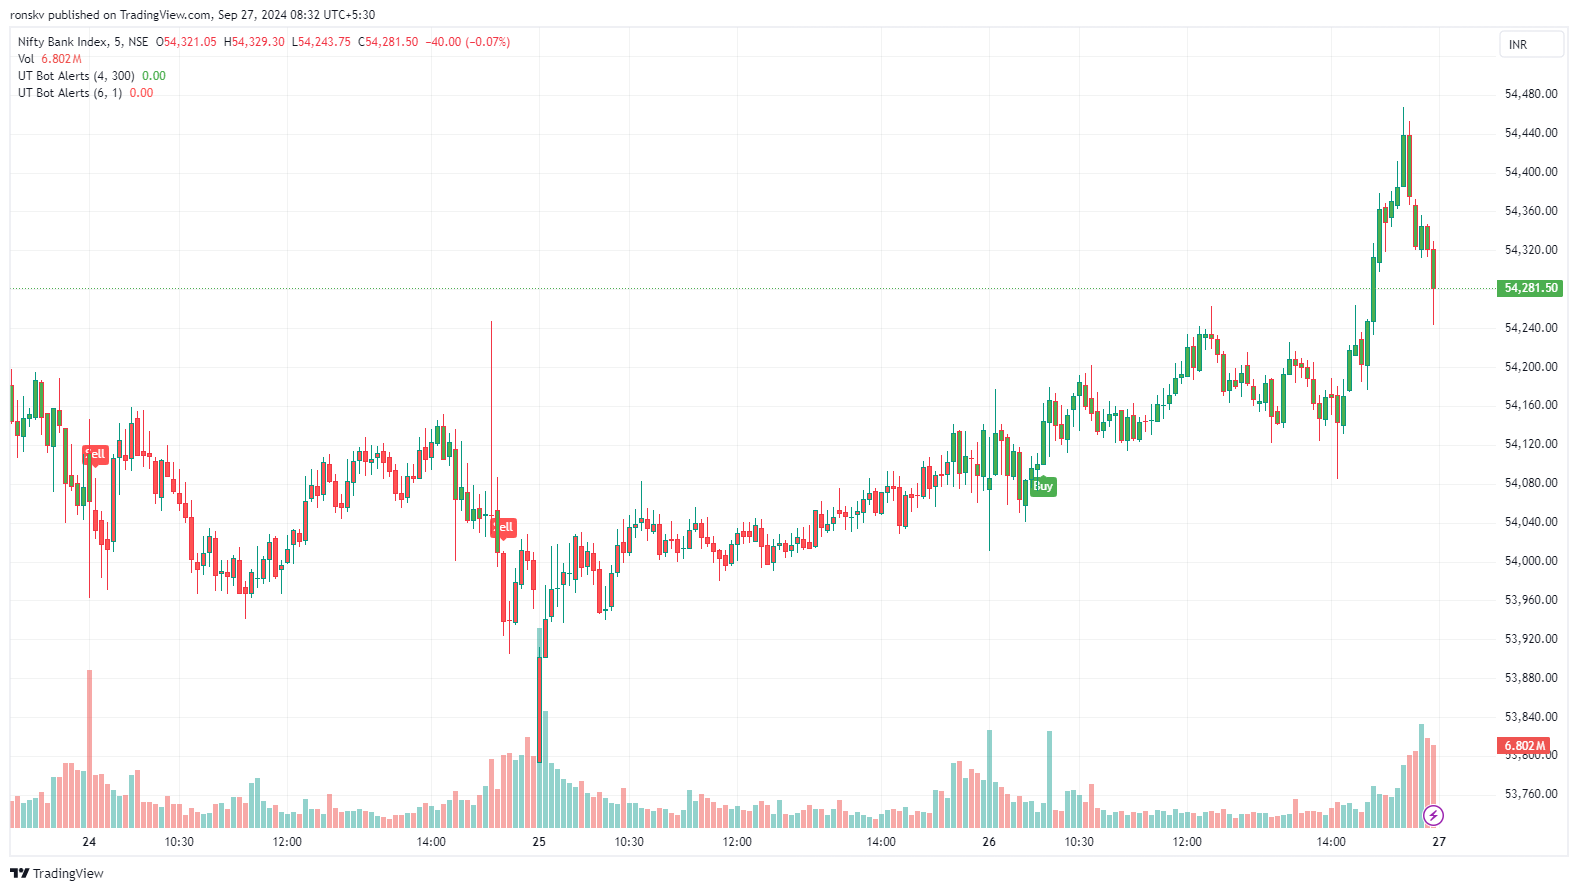 ronskv published on TradingView.com, Sep 27, 2024 08:32 UTC+5:30
Nifty Bank Index, 5, NSE O54,321.05 H54,329.30 L54,243.75 C54,281.50 −40.00 (−0.07%)
INR
Vol 6.802M
UT Bot Alerts (4, 300) 0.00
UT Bot Alerts (6, 1) 0.00
54,480.00
54,440.00
54,400.00
54,360.00
54,320.00
54,281.50
54,240.00
54,200.00
54,160.00
54,120.00
Sell
54,080.00
Buy
54,040.00
Sell
54,000.00
53,960.00
53,920.00
53,880.00
53,840.00
6.802M
53,800.00
53,760.00
24 10:30 12:00 14:00 25 10:30 12:00 14:00 26 10:30 12:00 14:00 27
TradingView